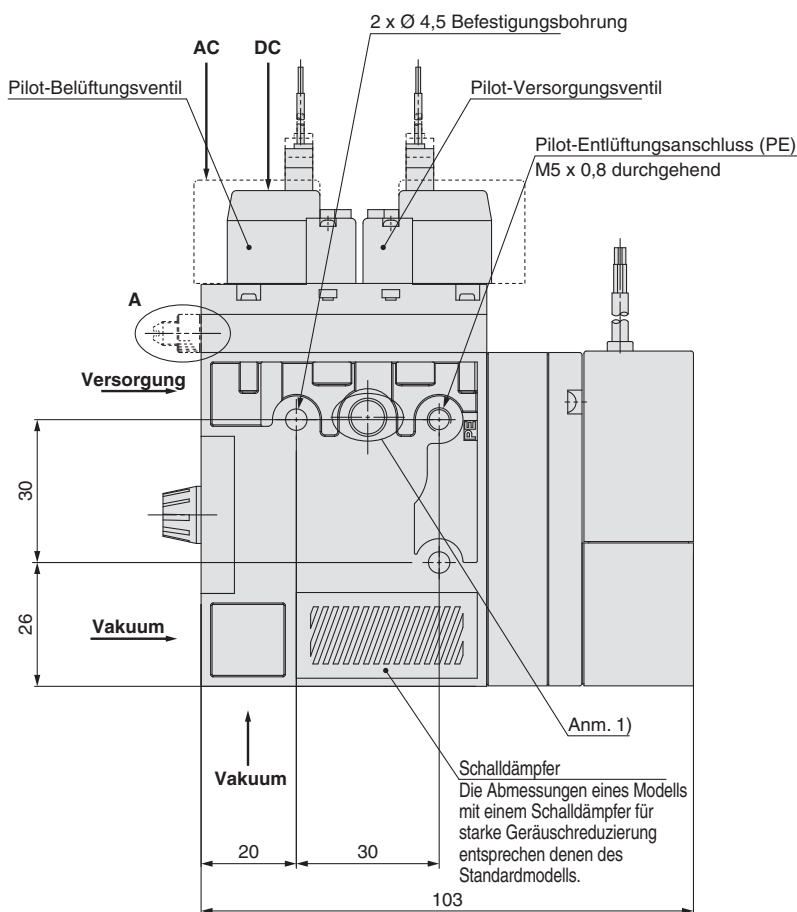 2 x Ø 4,5 Befestigungsbohrung
AC
DC
Pilot-Belüftungsventil
Pilot-Versorgungsventil
Pilot-Entlüftungsanschluss (PE)
M5 x 0,8 durchgehend
A
Versorgung
PE
30
26
Vakuum
Anm. 1)
Vakuum
Schalldämpfer
Die Abmessungen eines Modells
mit einem Schalldämpfer für
starke Geräuschreduzierung
entsprechen denen des
Standardmodells.
20
30
103